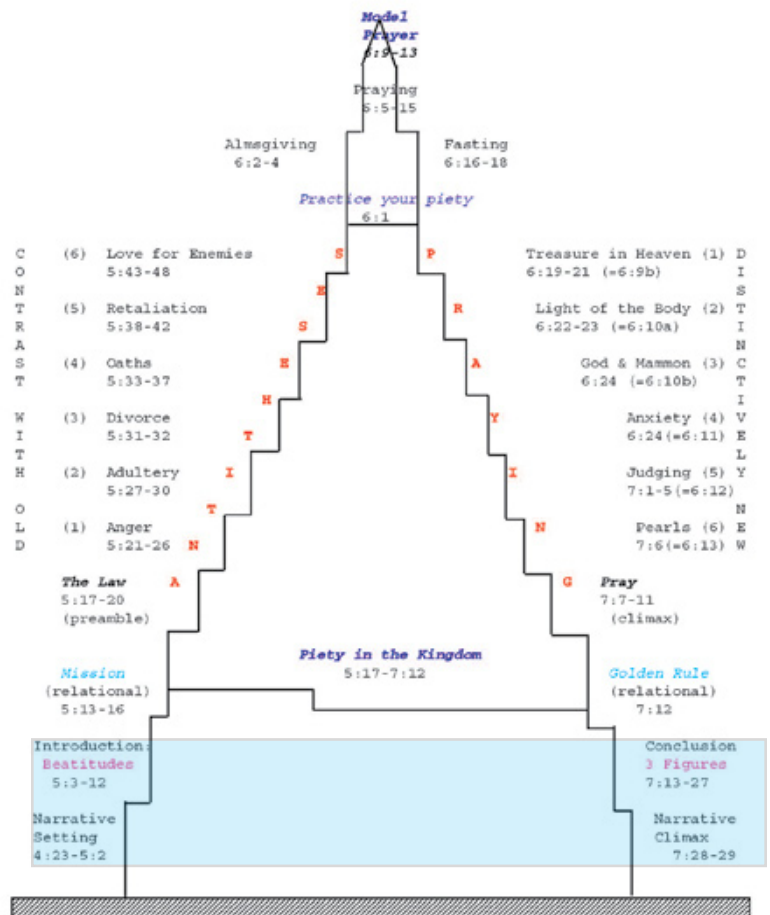 Model
Prayer
6:9-13
Praying
6:5-15
Almsgiving
6:2-4
Fasting
6:16-18
Practice your piety
6:1
CONTRAST WITH OLD
(6) Love for Enemies
5:43-48
(5) Retaliation
5:38-42
(4) Oaths
5:33-37
(3) Divorce
5:31-32
(2) Adultery
5:27-30
(1) Anger
5:21-26
ANTITHESES
The Law
5:17-20
(preamble)
PRAYING
Treasure in Heaven (1)
6:19-21 (=6:9b)
Light of the Body (2)
6:22-23 (=6:10a)
God & Mammon (3)
6:24 (=6:10b)
Anxiety (4)
6:24(=6:11)
Judging (5)
7:1-5(=6:12)
Pearls (6)
7:6(=6:13)
DISTINCTIVELY NEW
Pray
7:7-11
(climax)
Piety in the Kingdom
5:17-7:12
Mission
(relational)
5:13-16
Golden Rule
(relational)
7:12
Introduction:
Beatitudes
5:3-12
Conclusion
3 Figures
7:13-27
Narrative
Setting
4:23-5:2
Narrative
Climax
7:28-29